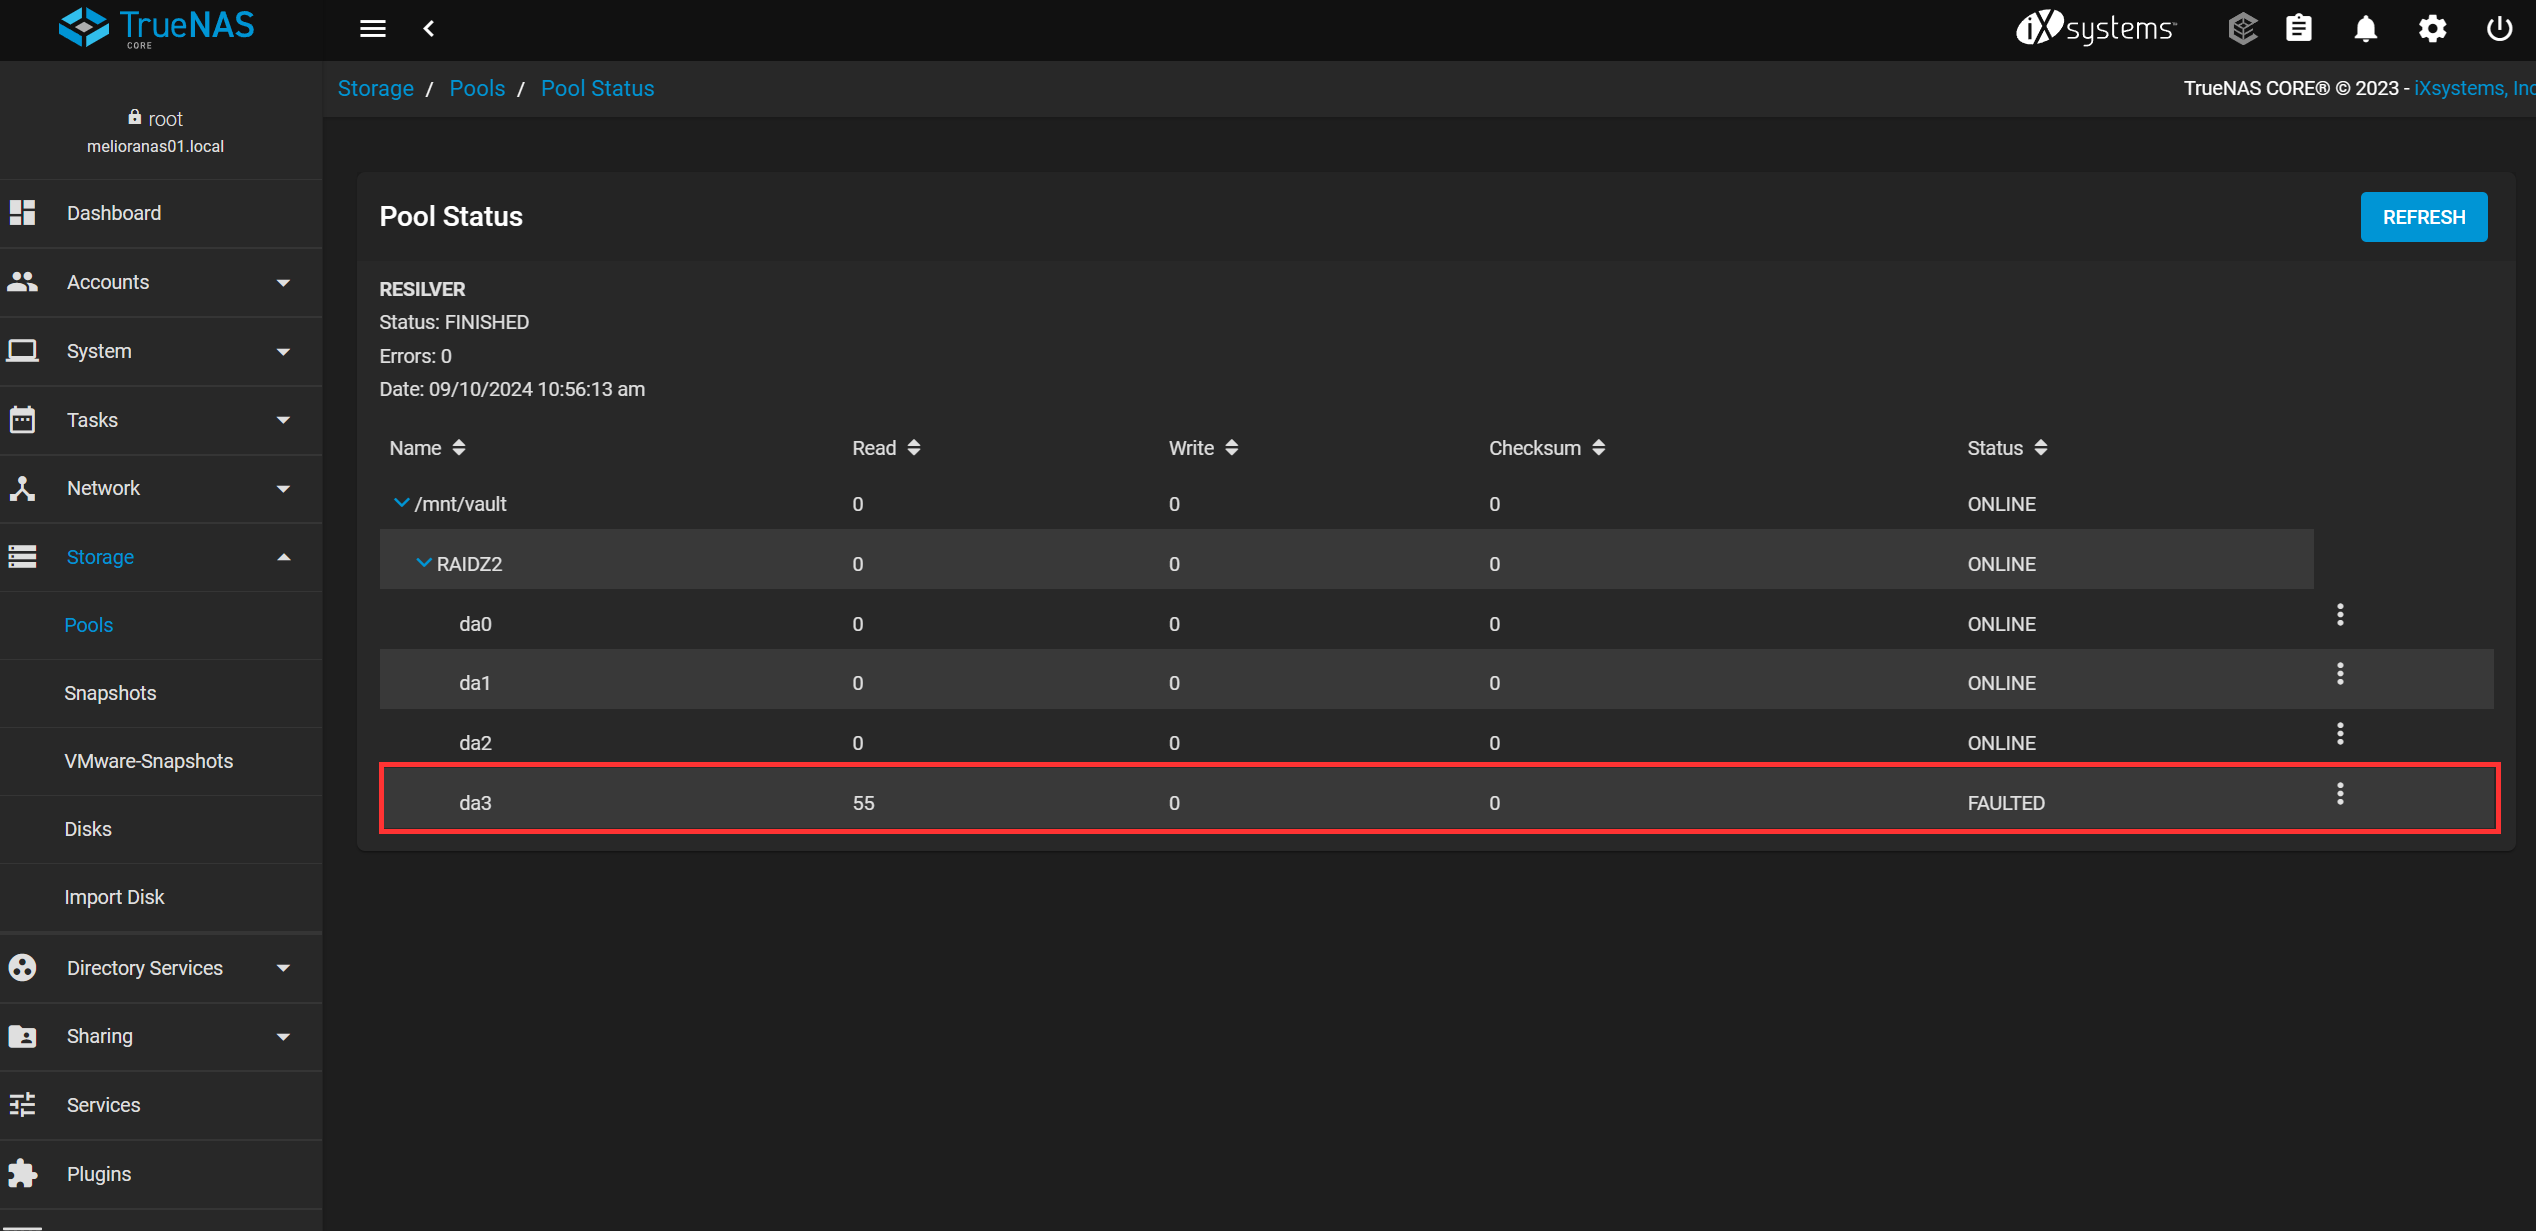 TrueNAS
CORE
iXsystems™
Storage / Pools / Pool Status
TrueNAS CORE® © 2023 - iXsystems, Inc
root
melioranas01.local
Dashboard
Accounts
System
Tasks
Network
Storage
Pools
Snapshots
VMware-Snapshots
Disks
Import Disk
Directory Services
Sharing
Services
Plugins
Pool Status
REFRESH
RESILVER
Status: FINISHED
Errors: 0
Date: 09/10/2024 10:56:13 am
Name Read Write Checksum Status
/mnt/vault 0 0 0 ONLINE
RAIDZ2 0 0 0 ONLINE
da0 0 0 0 ONLINE
da1 0 0 0 ONLINE
da2 0 0 0 ONLINE
da3 55 0 0 FAULTED